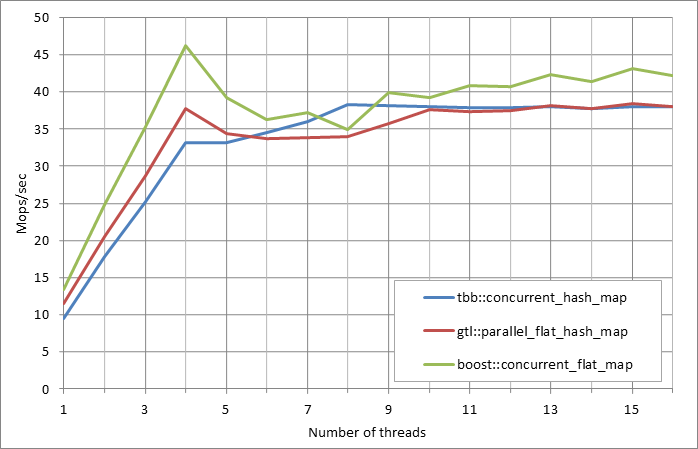 50
45
40
35
30
25
20
15
10
5
0
Mops/sec
tbb::concurrent_hash_map
gtl::parallel_flat_hash_map
boost::concurrent_flat_map
1 3 5 7 9 11 13 15
Number of threads